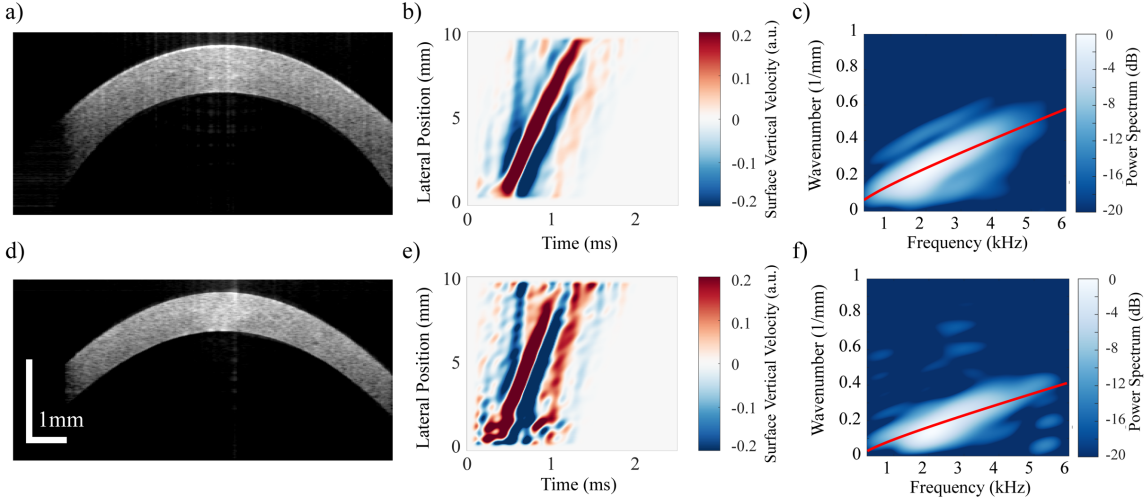 a)
b)
c)
10
5
0
Lateral Position (mm)
0
1
2
Time (ms)
0.2
0.1
0
-0.1
-0.2
Surface Vertical Velocity (a.u.)
1
0.8
0.6
0.4
0.2
0
Wavenumber (1/mm)
1 2 3 4 5 6
Frequency (kHz)
0
-4
-8
-12
-16
-20
Power Spectrum (dB)
d)
1mm
e)
f)
10
5
0
Lateral Position (mm)
0
1
2
Time (ms)
0.2
0.1
0
-0.1
-0.2
Surface Vertical Velocity (a.u.)
1
0.8
0.6
0.4
0.2
0
Wavenumber (1/mm)
1 2 3 4 5 6
Frequency (kHz)
0
-4
-8
-12
-16
-20
Power Spectrum (dB)